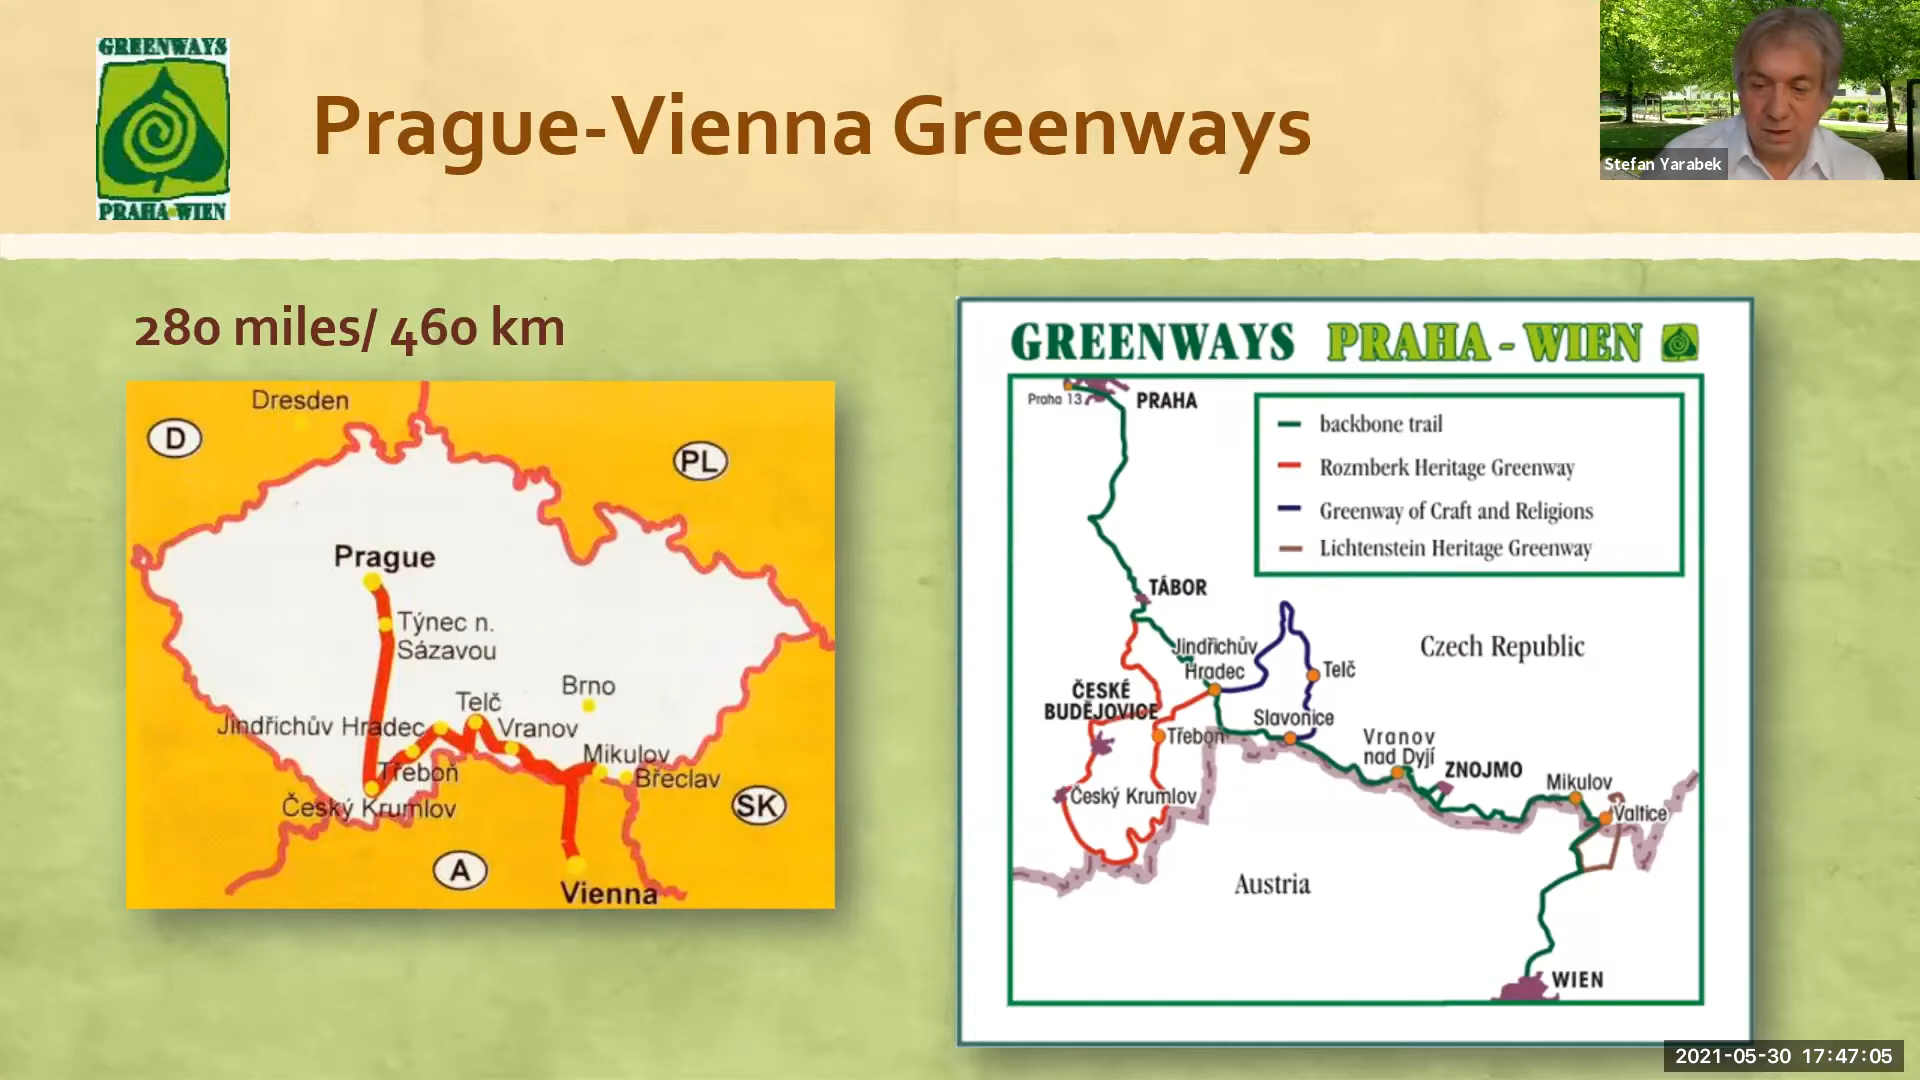 GREENWAYS
PRAHA-WIEN
Prague-Vienna Greenways
Stefan Yarabek
280 miles/ 460 km
Dresden
D
PL
Prague
Týnec n.
Sázavou
Brno
Telč
Jindřichův Hradec
Vranov
Mikulov
Třeboň
Břeclav
Český Krumlov
SK
A
Vienna
GREENWAYS PRAHA - WIEN
Praha 13
PRAHA
backbone trail
Rozmberk Heritage Greenway
Greenway of Craft and Religions
Lichtenstein Heritage Greenway
TÁBOR
Jindřichův
Hradec
Czech Republic
Telč
ČESKÉ
BUDĚJOVICE
Slavonice
Třeboň
Vranov
nad Dyjí
ZNOJMO
Mikulov
Český Krumlov
Valtice
Austria
WIEN
2021-05-30 17:47:05